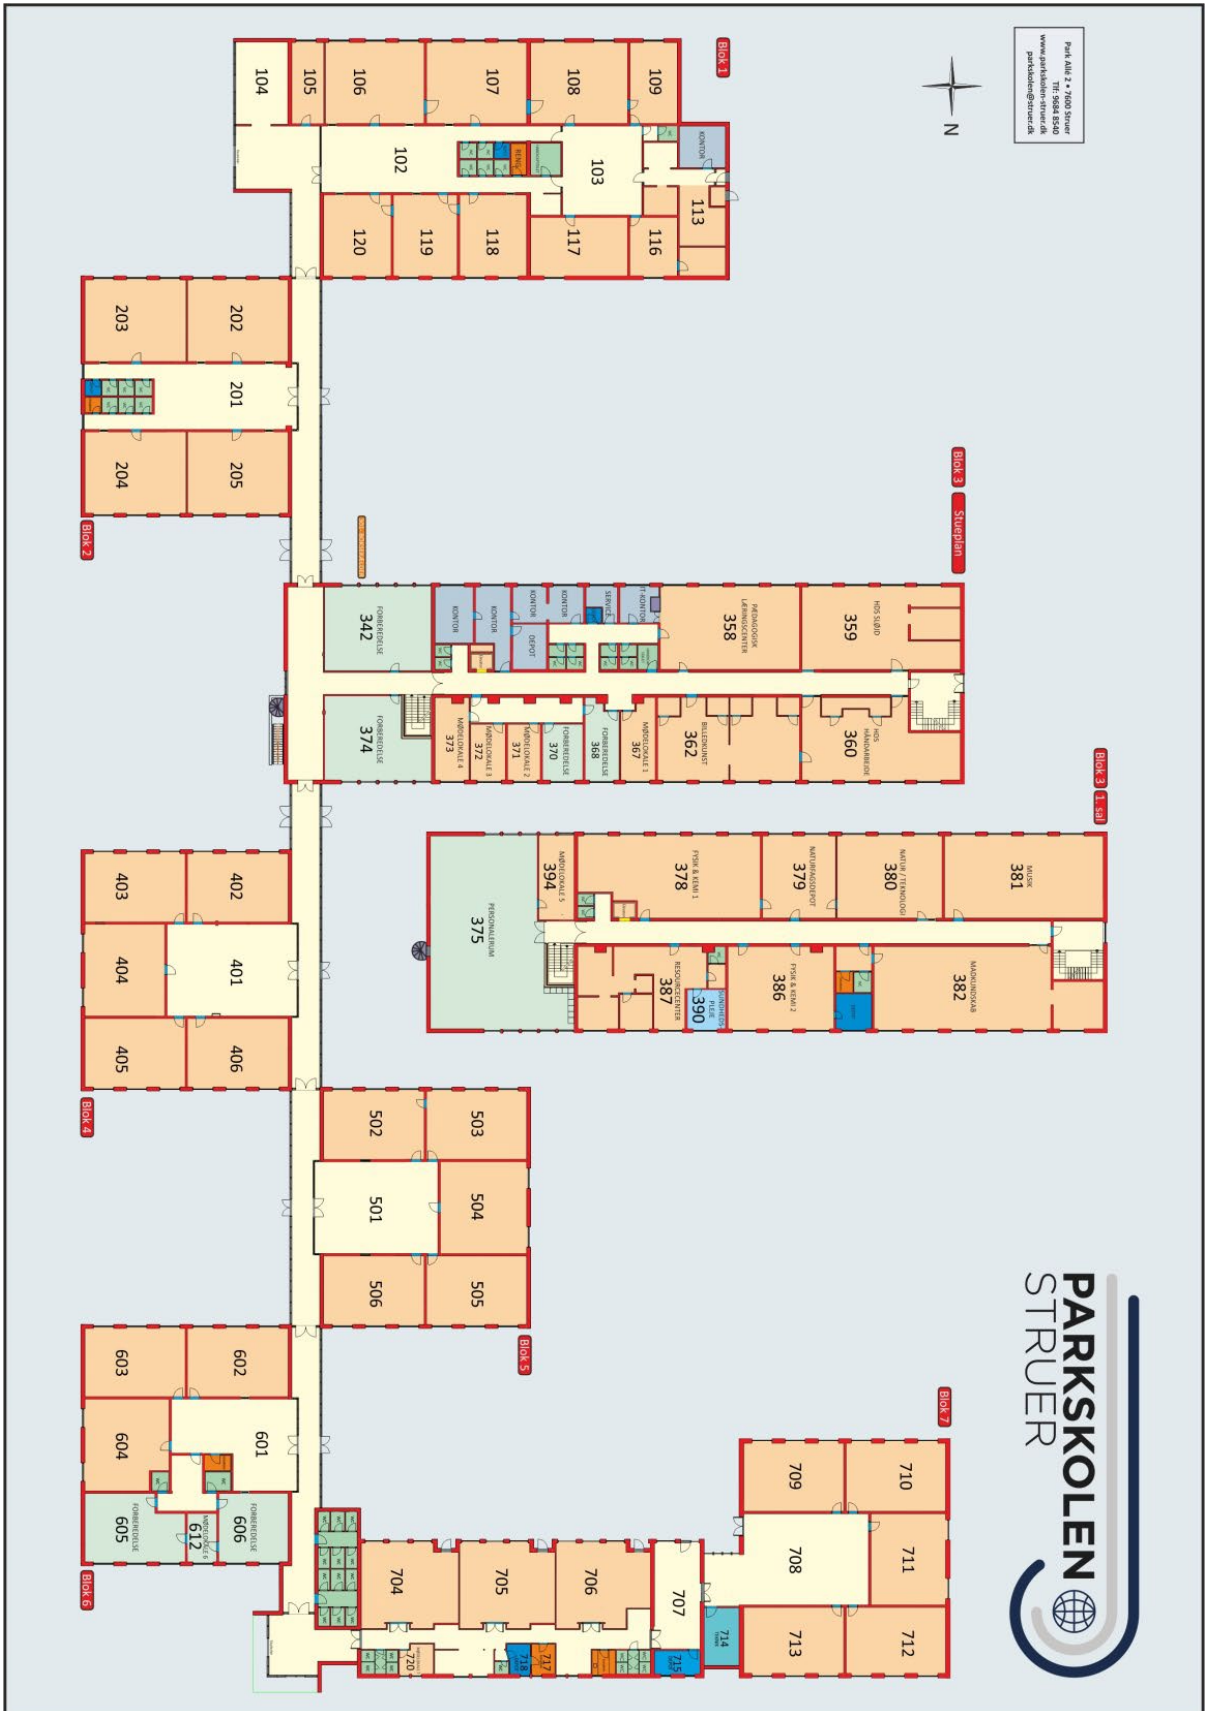 Park Allé 2 • 7600 Struer
Tlf: 9684 8540
www.parkskolen-struer.dk
parkskolen@struer.dk
N
PARKSKOLEN
STRUER
Blok 1
104
105
106
107
108
109
WC
KONTOR
102
RENG.
103
113
120
119
118
117
116
Blok 2
203
202
201
204
205
Blok 3
Stueplan
FORBEREDELSE
342
KONTOR
KONTOR
KONTOR
DEPOT
KONTOR
SERVICE
IT-KONTOR
PÆDAGOGISK
LÆRINGSCENTER
358
HDS SLØJD
359
FORBEREDELSE
374
MØDELOKALE 4
373
MØDELOKALE 3
372
MØDELOKALE 2
371
FORBEREDELSE
370
FORBEREDELSE
368
MØDELOKALE 1
367
BILLEDKUNST
362
HDS
HÅNDARBEJDE
360
Blok 3
1. sal
PERSONALERUM
375
MØDELOKALE 5
394
FYSIK & KEMI 1
378
NATURFAGSDEPOT
379
NATUR / TEKNOLOGI
380
MUSIK
381
RESOURCECENTER
387
SUNDHEDS-
PLEJE
390
FYSIK & KEMI 2
386
MADKUNDSKAB
382
Blok 4
403
402
404
401
405
406
Blok 5
502
503
501
504
506
505
Blok 6
603
602
604
601
FORBEREDELSE
605
MØDELOKALE 6
612
FORBEREDELSE
606
Blok 7
709
710
708
711
713
712
714
704
705
706
707
720
718
717
715